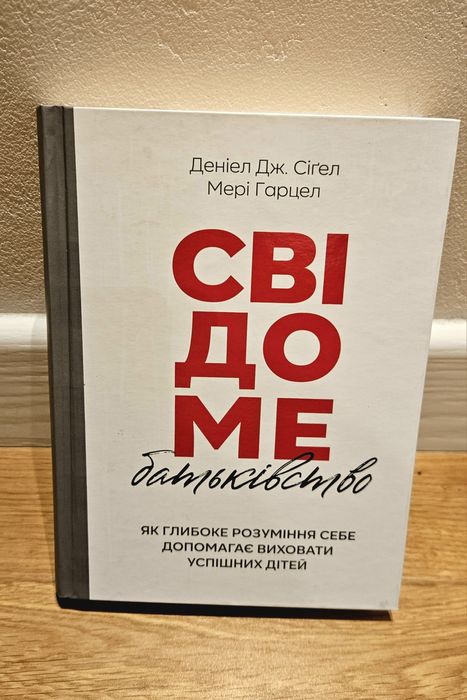 Деніел Дж. Сіґел
Мері Гарцел
СВІ
ДО
МЕ
батьківство
ЯК ГЛИБОКЕ РОЗУМІННЯ СЕБЕ
ДОПОМАГАЄ ВИХОВАТИ
УСПІШНИХ ДІТЕЙ